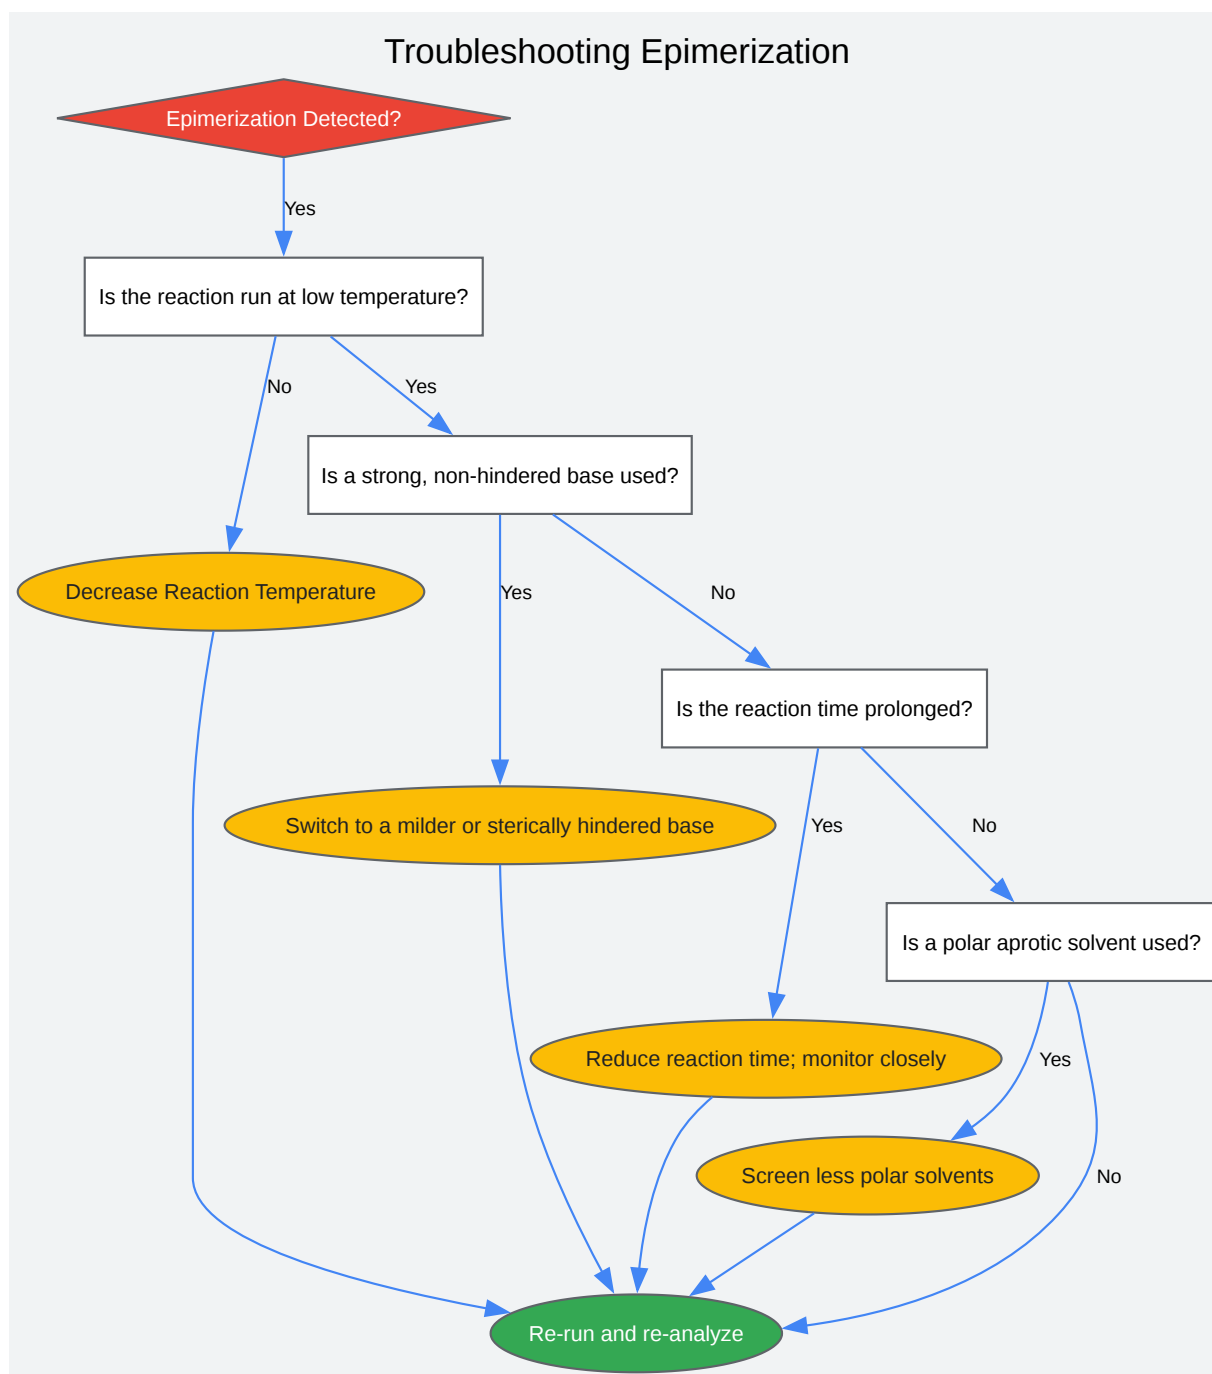 Troubleshooting Epimerization
Epimerization Detected?
Yes
Is the reaction run at low temperature?
No
Yes
Is a strong, non-hindered base used?
Decrease Reaction Temperature
Yes
No
Is the reaction time prolonged?
Switch to a milder or sterically hindered base
Yes
No
Is a polar aprotic solvent used?
Reduce reaction time; monitor closely
Yes
Screen less polar solvents
No
Re-run and re-analyze